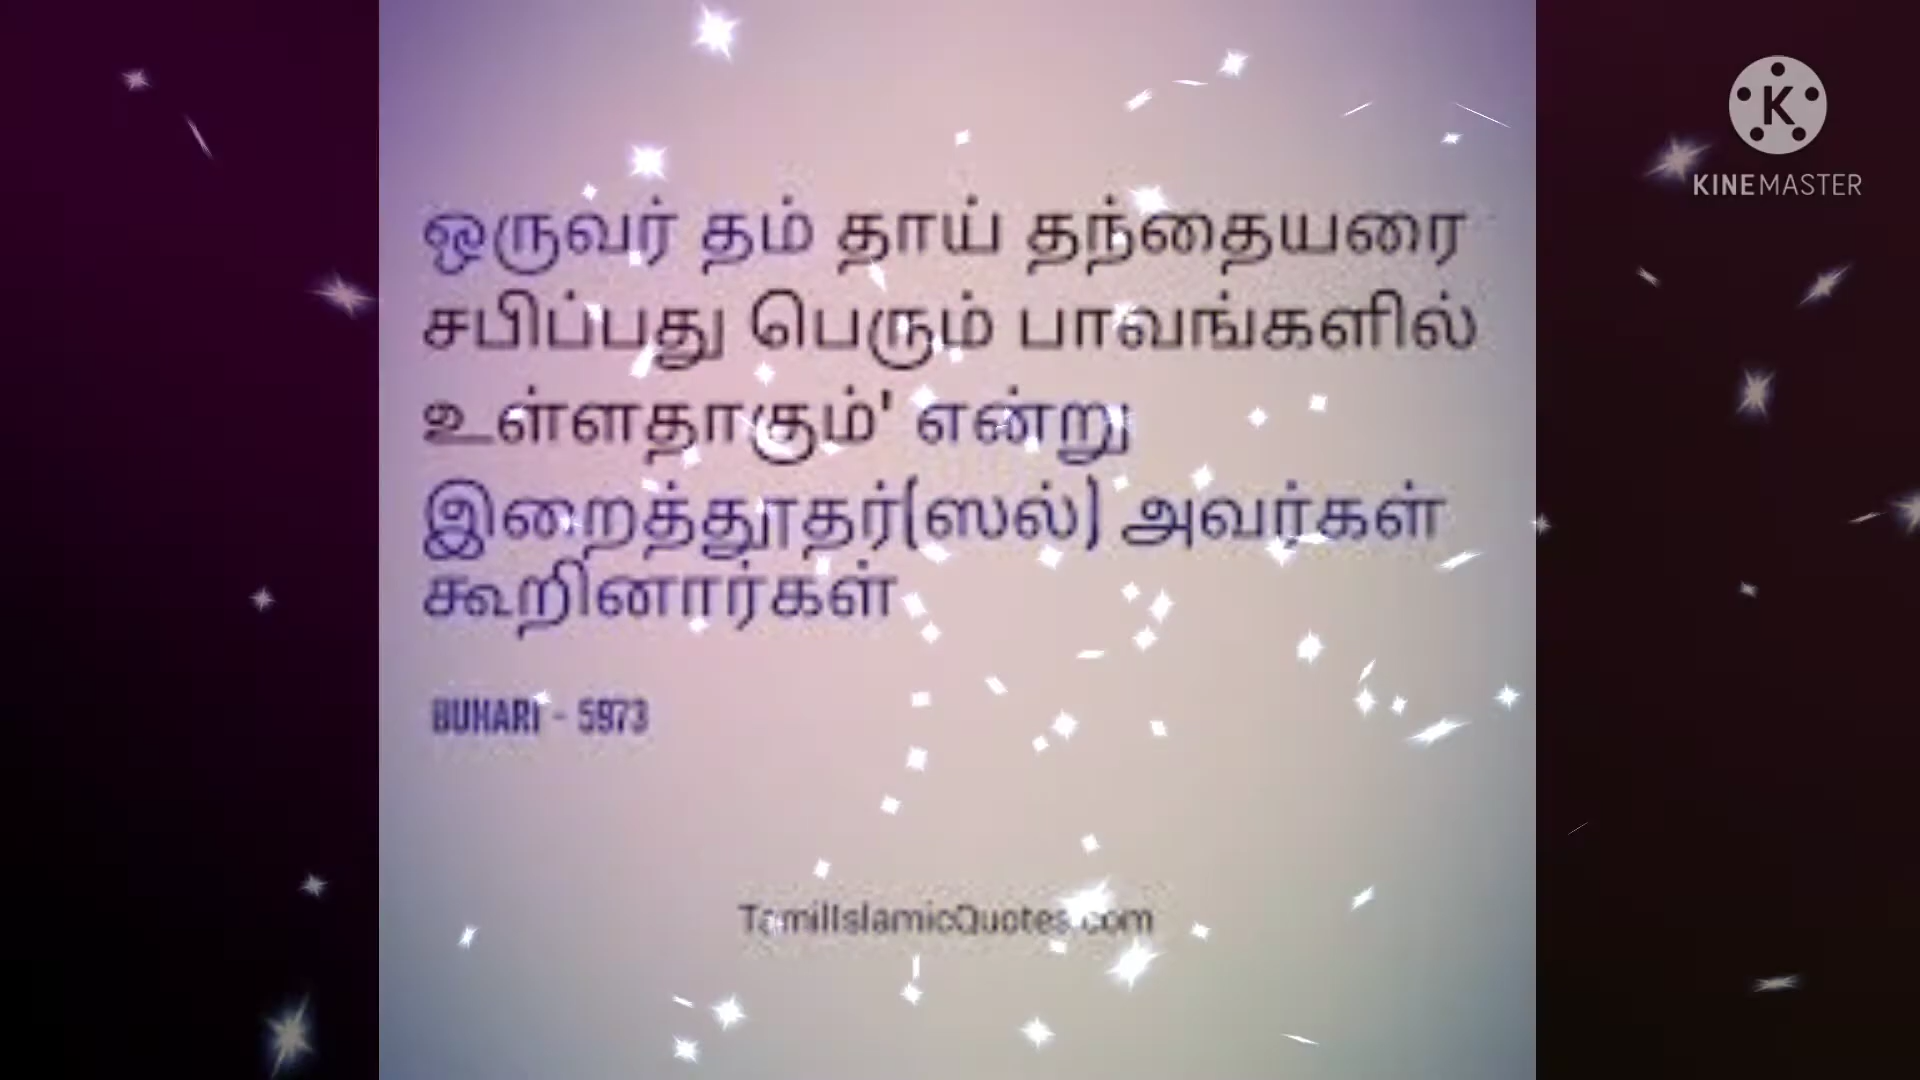 ஒருவர் தம் தாய் தந்தையரை
சபிப்பது பெரும் பாவங்களில்
உள்ளதாகும்' என்று
இறைத்தூதர்(ஸல்) அவர்கள்
கூறினார்கள்
BUHARI - 5973
TamilIslamicQuotes.com
KINEMASTER